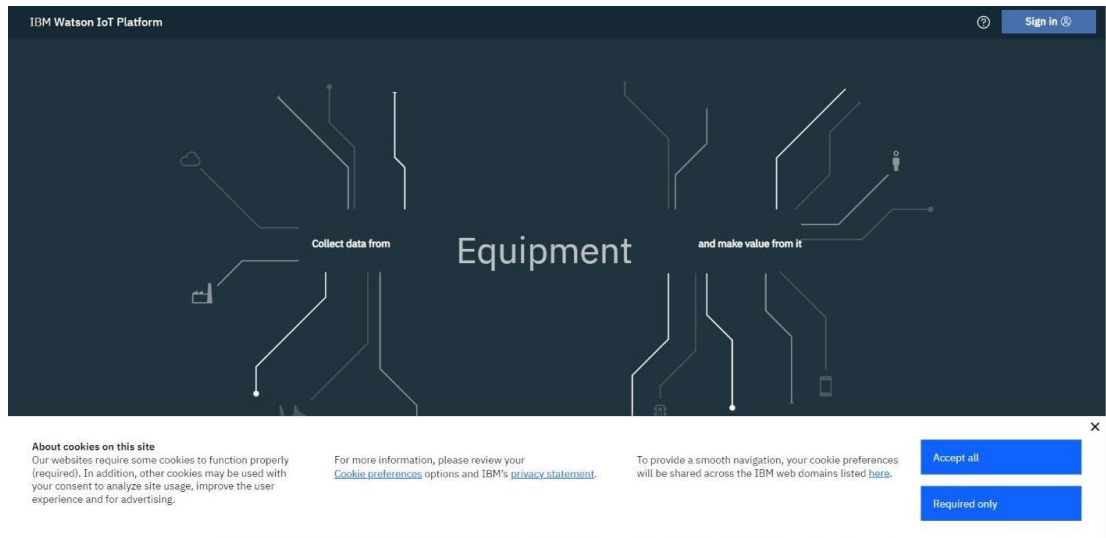 IBM Watson IoT Platform
Sign in
Collect data from
Equipment
and make value from it
About cookies on this site
Our websites require some cookies to function properly
(required). In addition, other cookies may be used with
your consent to analyze site usage, improve the user
experience and for advertising.
For more information, please review your
Cookie preferences options and IBM's privacy statement.
To provide a smooth navigation, your cookie preferences
will be shared across the IBM web domains listed here.
Accept all
Required only